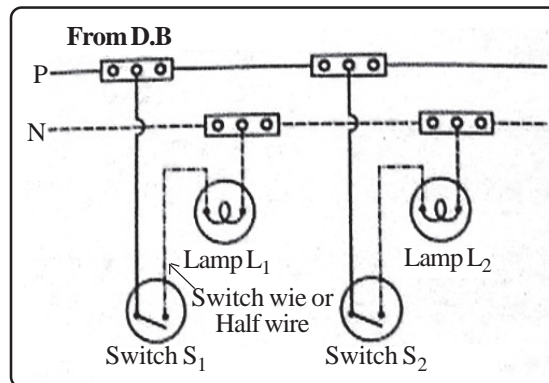 From D.B
P
N
Lamp L₁
Lamp L₂
Switch wie or
Half wire
Switch S₁
Switch S₂